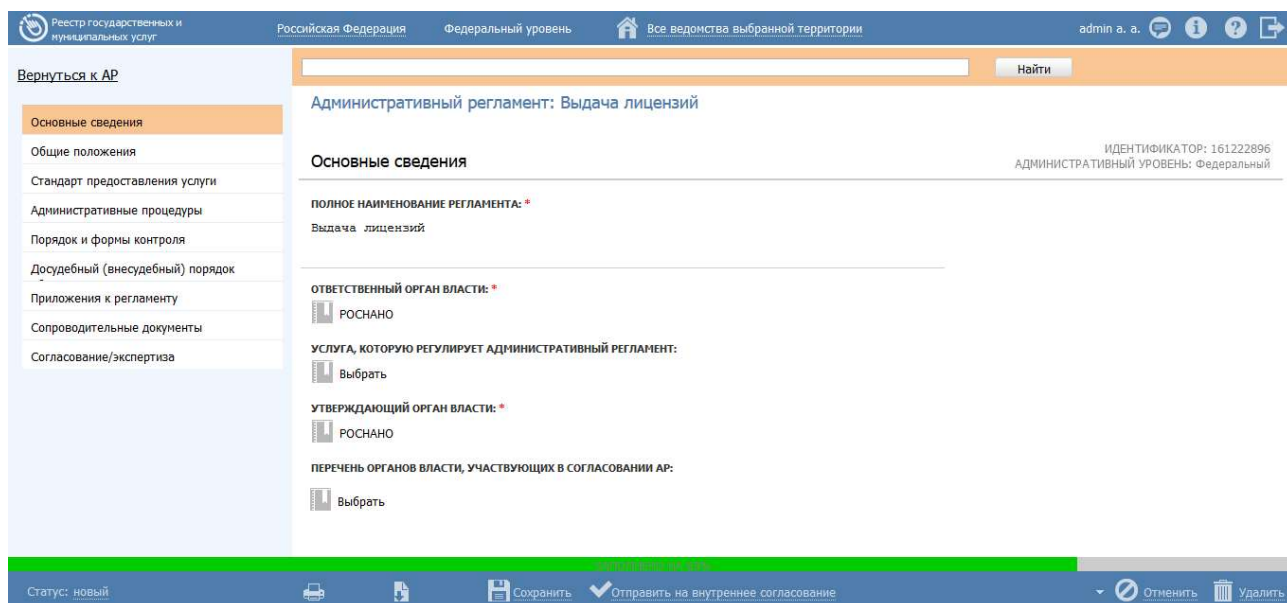 Реестр государственных и
муниципальных услуг
Российская Федерация
Федеральный уровень
Все ведомства выбранной территории
admin a. a.
Вернуться к АР
Найти
Основные сведения
Общие положения
Стандарт предоставления услуги
Административные процедуры
Порядок и формы контроля
Досудебный (внесудебный) порядок
Приложения к регламенту
Сопроводительные документы
Согласование/экспертиза
Административный регламент: Выдача лицензий
ИДЕНТИФИКАТОР: 161222896
АДМИНИСТРАТИВНЫЙ УРОВЕНЬ: Федеральный
Основные сведения
ПОЛНОЕ НАИМЕНОВАНИЕ РЕГЛАМЕНТА: *
Выдача лицензий
ОТВЕТСТВЕННЫЙ ОРГАН ВЛАСТИ: *
РОСНАНО
УСЛУГА, КОТОРУЮ РЕГУЛИРУЕТ АДМИНИСТРАТИВНЫЙ РЕГЛАМЕНТ:
Выбрать
УТВЕРЖДАЮЩИЙ ОРГАН ВЛАСТИ: *
РОСНАНО
ПЕРЕЧЕНЬ ОРГАНОВ ВЛАСТИ, УЧАСТВУЮЩИХ В СОГЛАСОВАНИИ АР:
Выбрать
Статус: новый
Сохранить
Отправить на внутреннее согласование
Отменить
Удалить